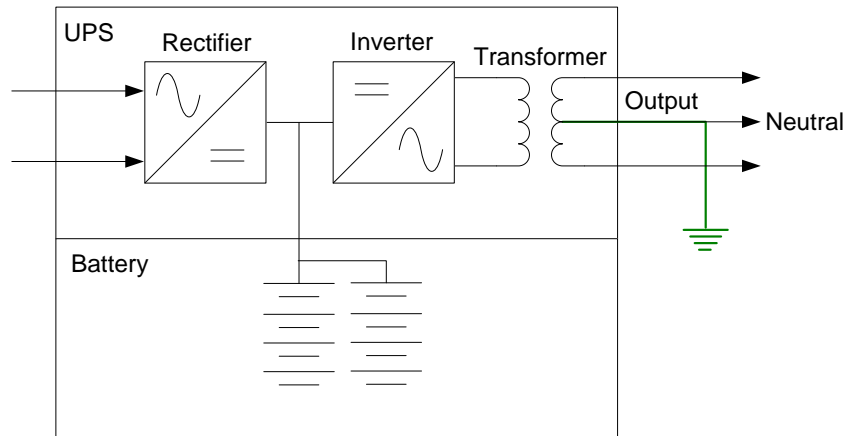 UPS
Rectifier
Inverter
Transformer
Output
Neutral
Battery